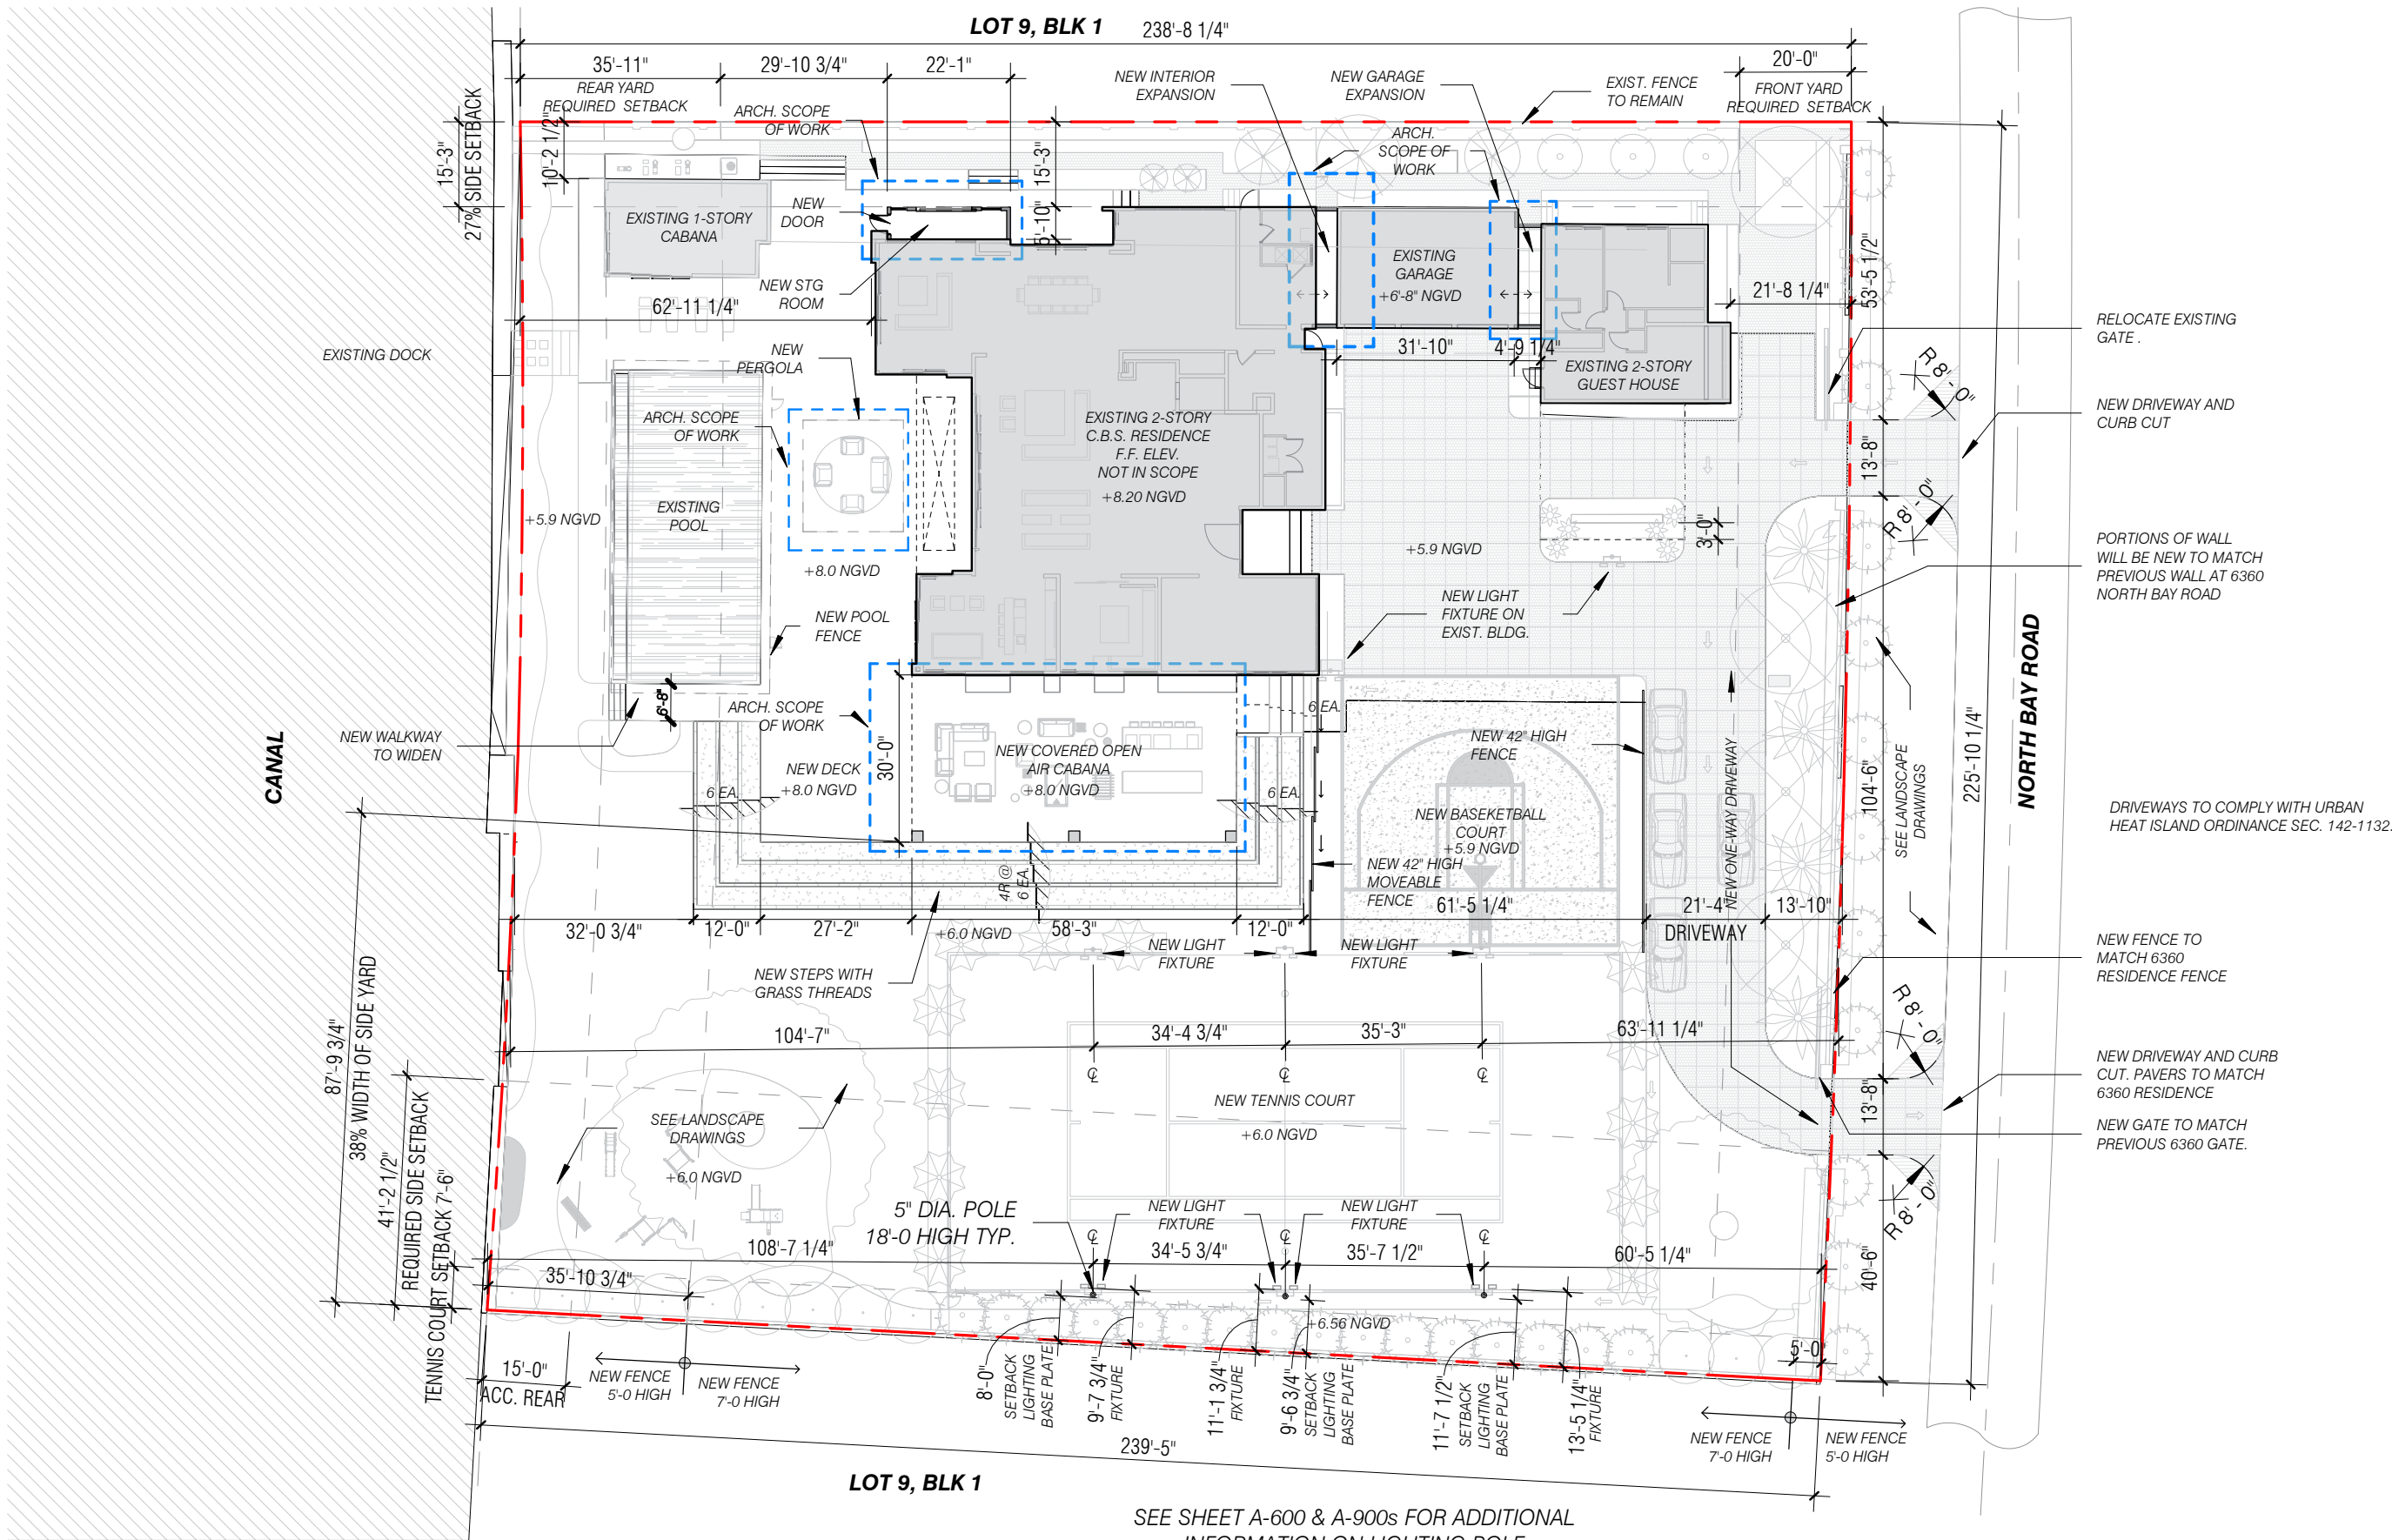 LOT 9, BLK 1
238'-8 1/4"
35'-11"
29'-10 3/4"
22'-1"
20'-0"
REAR YARD
REQUIRED SETBACK
ARCH. SCOPE
OF WORK
NEW INTERIOR
EXPANSION
NEW GARAGE
EXPANSION
EXIST. FENCE
TO REMAIN
FRONT YARD
REQUIRED SETBACK
15'-3"
27% SIDE SETBACK
10'-2 1/2"
15'-3"
5'-10"
ARCH.
SCOPE OF
WORK
EXISTING 1-STORY
CABANA
NEW
DOOR
NEW STG
ROOM
EXISTING
GARAGE
+6'-8" NGVD
62'-11 1/4"
21'-8 1/4"
53'-5 1/2"
RELOCATE EXISTING
GATE .
EXISTING DOCK
NEW
PERGOLA
31'-10"
4'-9 1/4"
EXISTING 2-STORY
GUEST HOUSE
R 8'-0"
NEW DRIVEWAY AND
CURB CUT
ARCH. SCOPE
OF WORK
EXISTING 2-STORY
C.B.S. RESIDENCE
F.F. ELEV.
NOT IN SCOPE
+8.20 NGVD
13'-8"
EXISTING
POOL
+5.9 NGVD
R 8'-0"
3'-0"
+5.9 NGVD
PORTIONS OF WALL
WILL BE NEW TO MATCH
PREVIOUS WALL AT 6360
NORTH BAY ROAD
+8.0 NGVD
NEW POOL
FENCE
NEW LIGHT
FIXTURE ON
EXIST. BLDG.
NORTH BAY ROAD
225'-10 1/4"
6'-8"
ARCH. SCOPE
OF WORK
6 EA.
NEW WALKWAY
TO WIDEN
CANAL
NEW COVERED OPEN
AIR CABANA
+8.0 NGVD
30'-0"
NEW DECK
+8.0 NGVD
6 EA.
6 EA.
NEW 42" HIGH
FENCE
NEW ONE-WAY DRIVEWAY
104'-6"
SEE LANDSCAPE
DRAWINGS
DRIVEWAYS TO COMPLY WITH URBAN
HEAT ISLAND ORDINANCE SEC. 142-1132.
NEW BASEKETBALL
COURT
+5.9 NGVD
NEW 42" HIGH
MOVEABLE
FENCE
4R @
6 EA.
32'-0 3/4"
12'-0"
27'-2"
58'-3"
12'-0"
61'-5 1/4"
21'-4"
DRIVEWAY
13'-10"
+6.0 NGVD
NEW LIGHT
FIXTURE
NEW LIGHT
FIXTURE
NEW FENCE TO
MATCH 6360
RESIDENCE FENCE
NEW STEPS WITH
GRASS THREADS
R 8'-0"
104'-7"
34'-4 3/4"
35'-3"
63'-11 1/4"
℄
℄
℄
87'-9 3/4"
38% WIDTH OF SIDE YARD
NEW DRIVEWAY AND CURB
CUT. PAVERS TO MATCH
6360 RESIDENCE
13'-8"
NEW TENNIS COURT
+6.0 NGVD
SEE LANDSCAPE
DRAWINGS
+6.0 NGVD
NEW GATE TO MATCH
PREVIOUS 6360 GATE.
41'-2 1/2"
REQUIRED SIDE SETBACK
TENNIS COURT SETBACK 7'-6"
R 8'-0"
5" DIA. POLE
18'-0 HIGH TYP.
NEW LIGHT
FIXTURE
NEW LIGHT
FIXTURE
℄
℄
℄
108'-7 1/4"
34'-5 3/4"
35'-7 1/2"
60'-5 1/4"
40'-6"
35'-10 3/4"
+6.56 NGVD
5'-0"
15'-0"
ACC. REAR
NEW FENCE
5'-0 HIGH
NEW FENCE
7'-0 HIGH
8'-0"
SETBACK
LIGHTING
BASE PLATE
9'-7 3/4"
FIXTURE
11'-1 3/4"
FIXTURE
9'-6 3/4"
SETBACK
LIGHTING
BASE PLATE
11'-7 1/2"
SETBACK
LIGHTING
BASE PLATE
13'-5 1/4"
FIXTURE
NEW FENCE
7'-0 HIGH
NEW FENCE
5'-0 HIGH
239'-5"
LOT 9, BLK 1
SEE SHEET A-600 & A-900s FOR ADDITIONAL
INFORMATION ON LIGHTING POLE